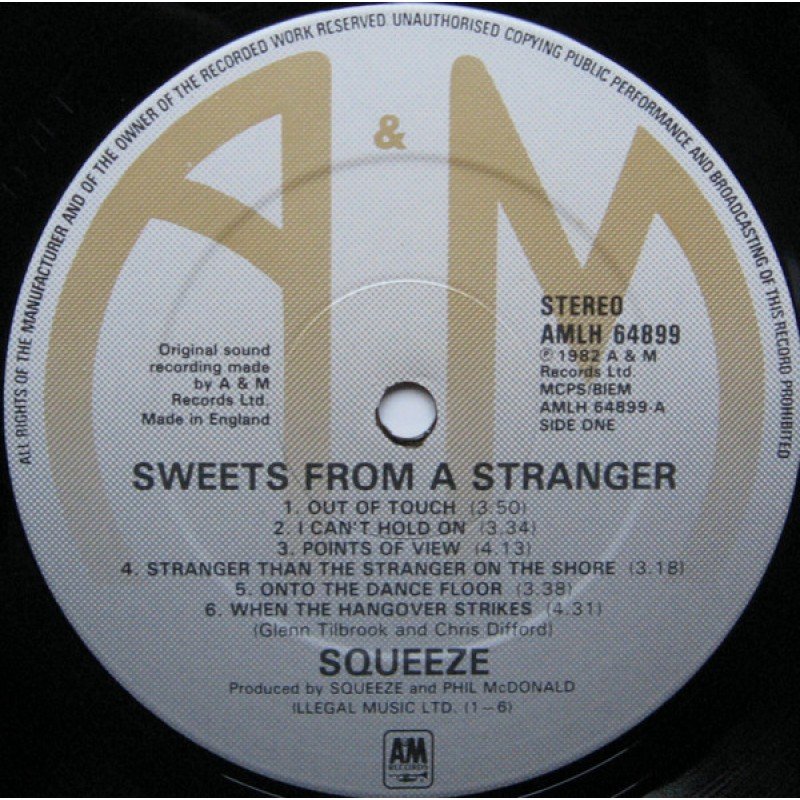 ALL RIGHTS OF THE MANUFACTURER AND OF THE OWNER OF THE RECORDED WORK RESERVED UNAUTHORISED COPYING PUBLIC PERFORMANCE AND BROADCASTING OF THIS RECORD PROHIBITED
A & M
STEREO
AMLH 64899
℗ 1982 A & M
Records Ltd.
MCPS/BIEM
AMLH 64899-A
SIDE ONE
Original sound
recording made
by A & M
Records Ltd.
Made in England
SWEETS FROM A STRANGER
1. OUT OF TOUCH (3.50)
2. I CAN'T HOLD ON (3.34)
3. POINTS OF VIEW (4.13)
4. STRANGER THAN THE STRANGER ON THE SHORE (3.18)
5. ONTO THE DANCE FLOOR (3.38)
6. WHEN THE HANGOVER STRIKES (4.31)
(Glenn Tilbrook and Chris Difford)
SQUEEZE
Produced by SQUEEZE and PHIL McDONALD
ILLEGAL MUSIC LTD. (1–6)
AM
RECORDS